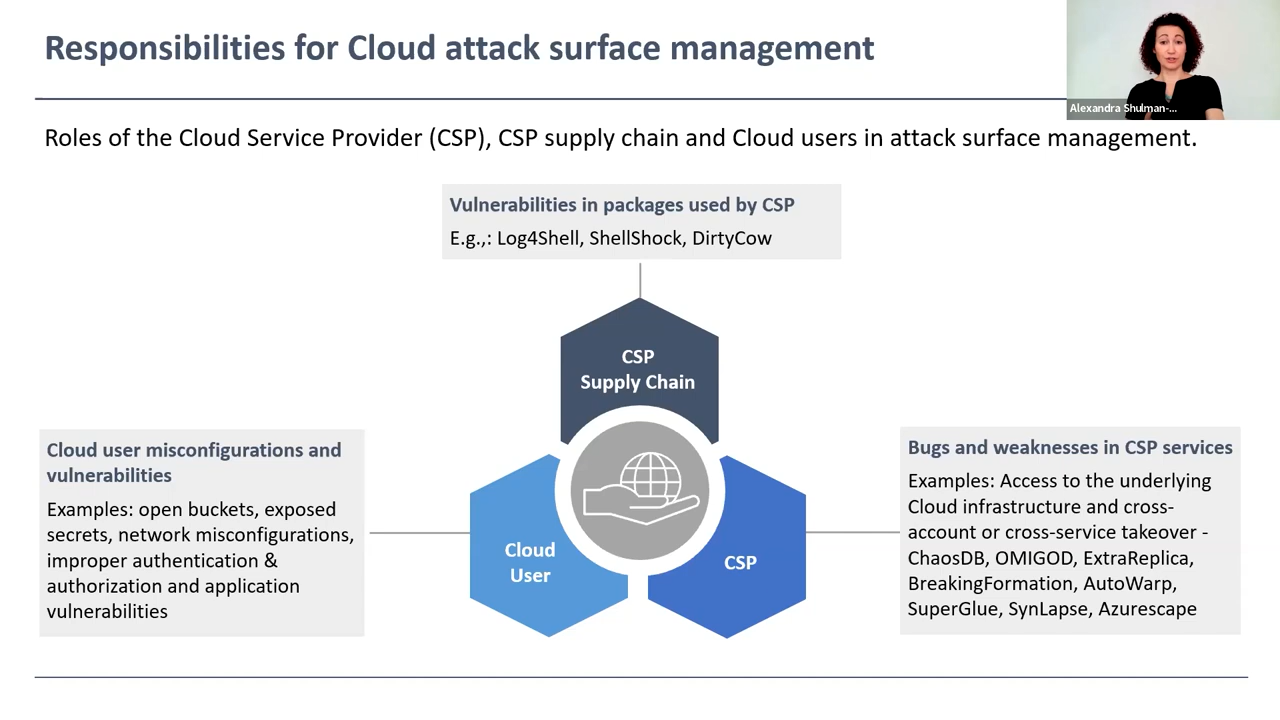 Responsibilities for Cloud attack surface management
Alexandra Shulman-...
Roles of the Cloud Service Provider (CSP), CSP supply chain and Cloud users in attack surface management.
Vulnerabilities in packages used by CSP
E.g.,: Log4Shell, ShellShock, DirtyCow
CSP
Supply Chain
Cloud user misconfigurations and
vulnerabilities
Examples: open buckets, exposed
secrets, network misconfigurations,
improper authentication &
authorization and application
vulnerabilities
Cloud
User
CSP
Bugs and weaknesses in CSP services
Examples: Access to the underlying
Cloud infrastructure and cross-
account or cross-service takeover -
ChaosDB, OMIGOD, ExtraReplica,
BreakingFormation, AutoWarp,
SuperGlue, SynLapse, Azurescape